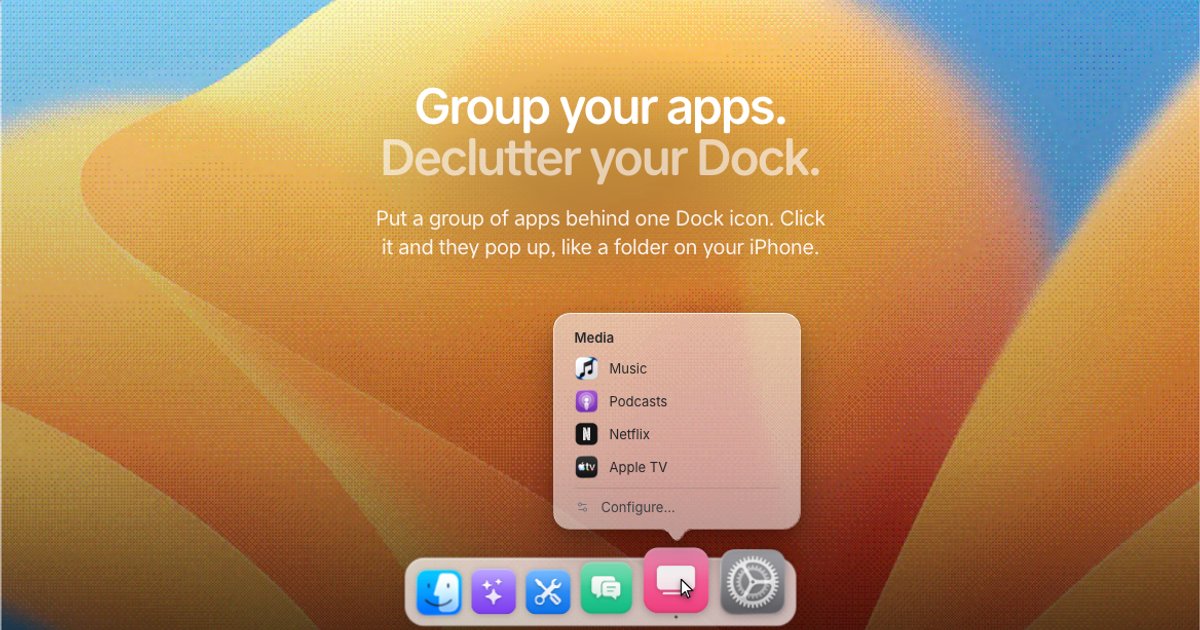 Group your apps.
Declutter your Dock.
Put a group of apps behind one Dock icon. Click
it and they pop up, like a folder on your iPhone.
Media
Music
Podcasts
N
Netflix
tv
Apple TV
Configure...